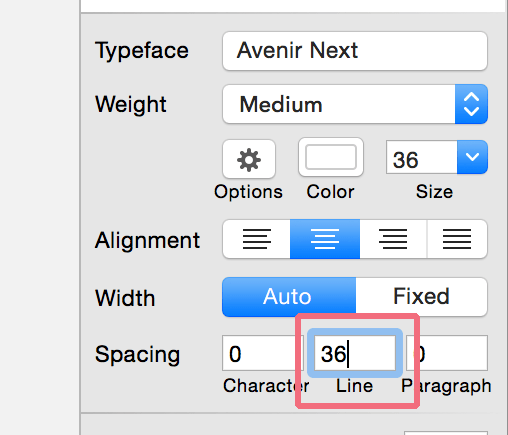 Typeface Avenir Next
Weight Medium
36
Options Color Size
Alignment
Width Auto Fixed
Spacing 0 36 0
Character Line Paragraph